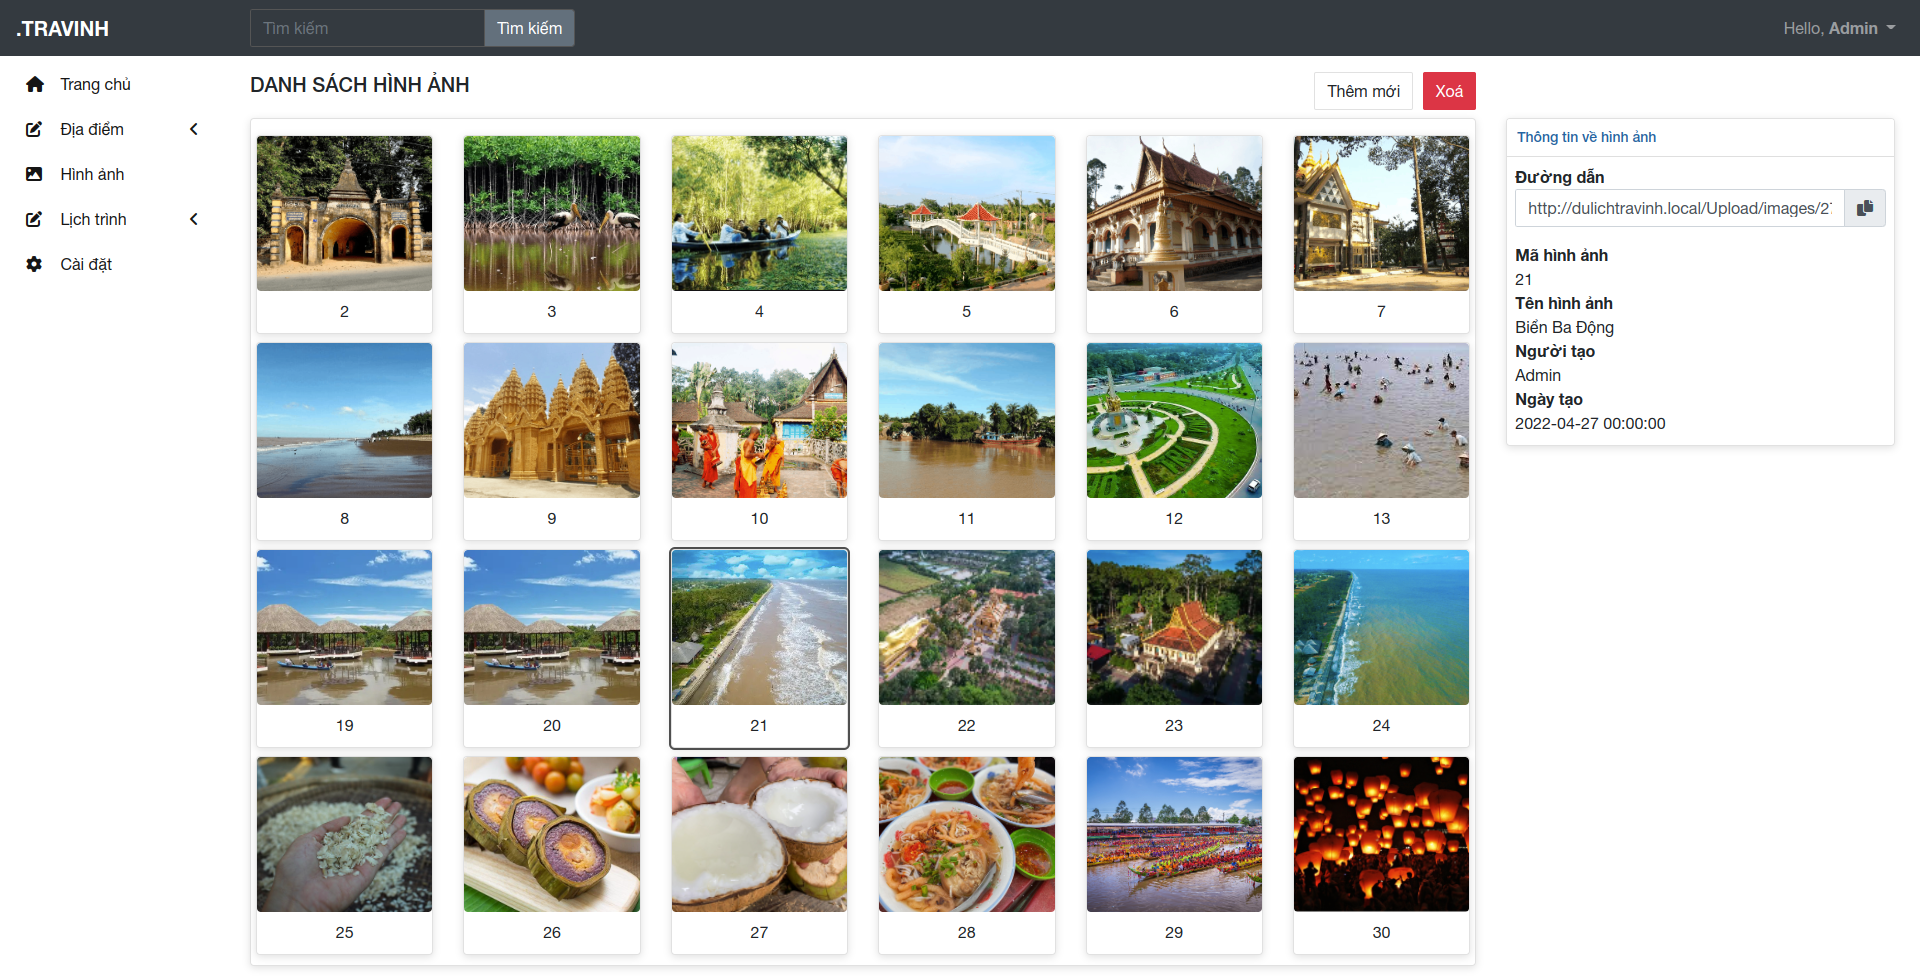 .TRAVINH
Tìm kiếm
Tìm kiếm
Hello, Admin
Trang chủ
Địa điểm
Hình ảnh
Lịch trình
Cài đặt
DANH SÁCH HÌNH ẢNH
Thêm mới
Xoá
2
3
4
5
6
7
8
9
10
11
12
13
19
20
21
22
23
24
25
26
27
28
29
30
Thông tin về hình ảnh
Đường dẫn
http://dulichtravinh.local/Upload/images/2
Mã hình ảnh
21
Tên hình ảnh
Biển Ba Động
Người tạo
Admin
Ngày tạo
2022-04-27 00:00:00